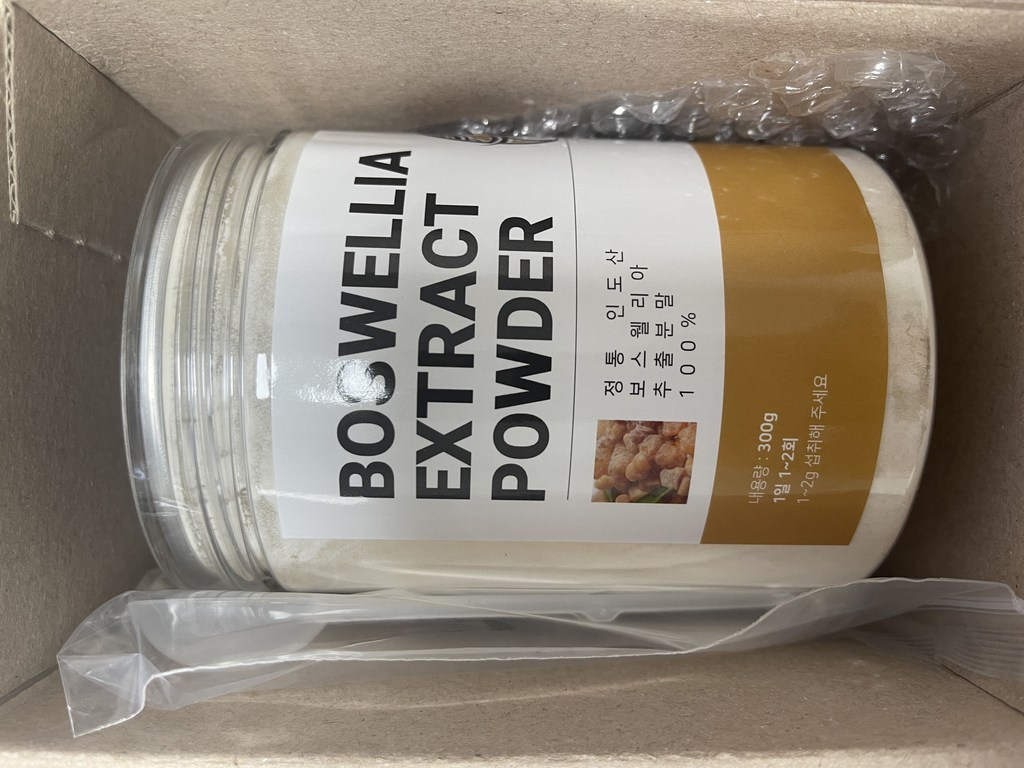 BOSWELLIA
EXTRACT
POWDER
정통 인도산
보스웰리아
추출분말
100%
내용량 : 300g
1일 1~2회
1~2g 섭취해 주세요